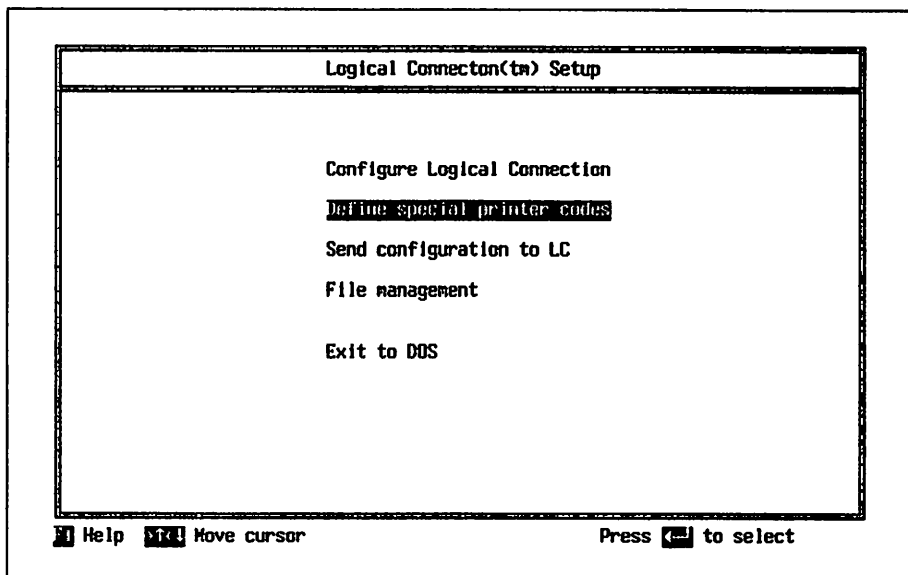 Logical Connecton(tm) Setup
Configure Logical Connection
Define special printer codes
Send configuration to LC
File management
Exit to DOS
Help Move cursor Press to select